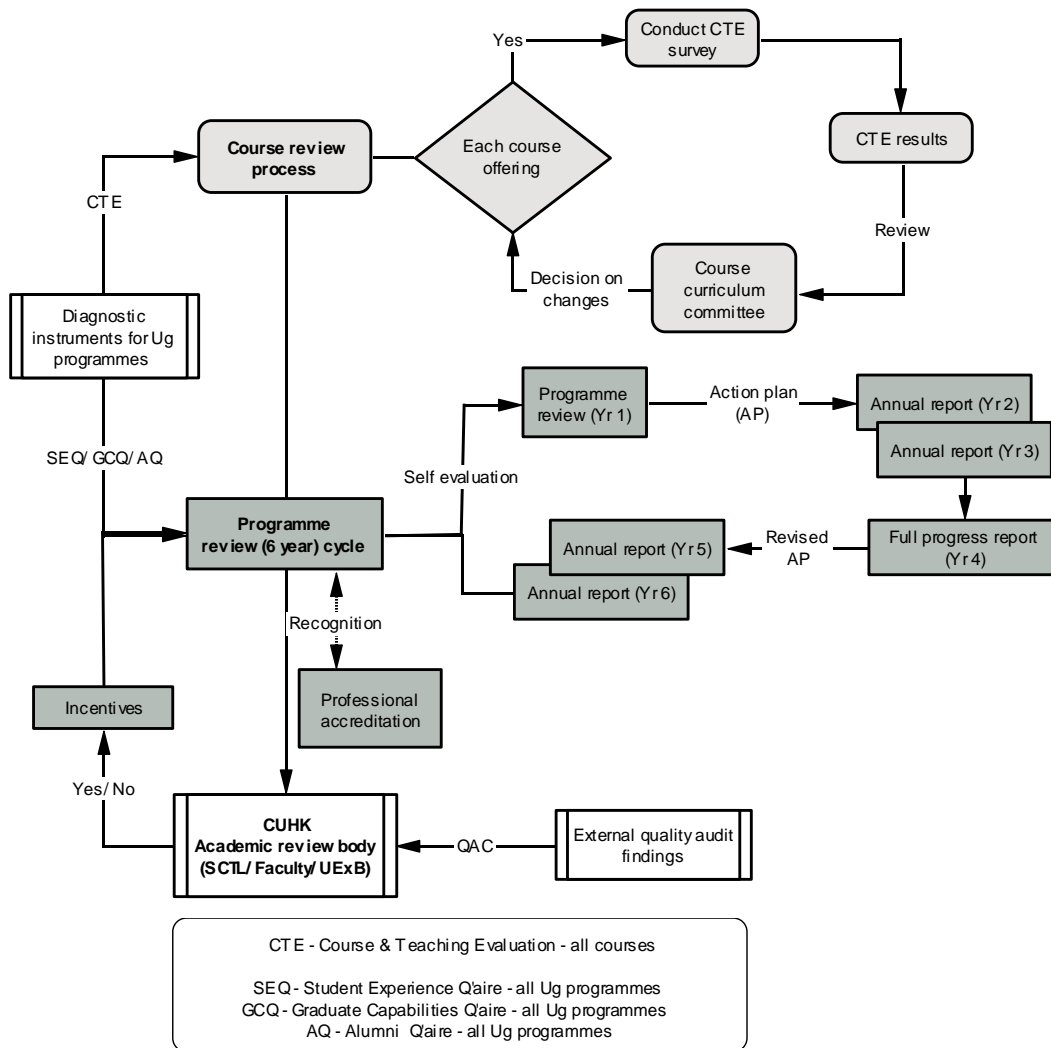 Yes
Conduct CTE
survey
Course review
process
Each course
offering
CTE results
CTE
Review
Decision on
changes
Course
curriculum
committee
Diagnostic
instruments for Ug
programmes
Programme
review (Yr 1)
Action plan
(AP)
Annual report (Yr 2)
Annual report (Yr 3)
SEQ/ GCQ/ AQ
Self evaluation
Programme
review (6 year) cycle
Annual report (Yr 5)
Revised
AP
Full progress report
(Yr 4)
Annual report (Yr 6)
Recognition
Incentives
Professional
accreditation
Yes/ No
CUHK
Academic review body
(SCTL/ Faculty/ UExB)
QAC
External quality audit
findings
CTE - Course & Teaching Evaluation - all courses
SEQ - Student Experience Q'aire - all Ug programmes
GCQ - Graduate Capabilities Q'aire - all Ug programmes
AQ - Alumni Q'aire - all Ug programmes